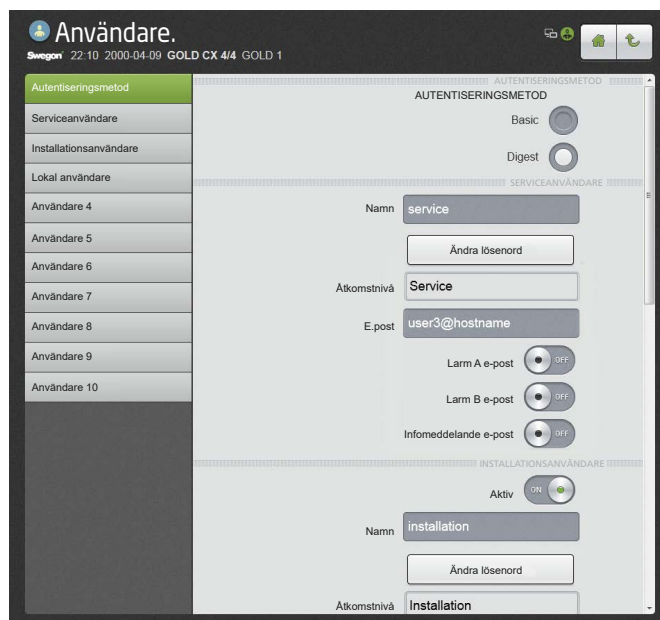 Användare.
Swegon 22:10 2000-04-09 GOLD CX 4/4 GOLD 1
Autentiseringsmetod
Serviceanvändare
Installationsanvändare
Lokal användare
Användare 4
Användare 5
Användare 6
Användare 7
Användare 8
Användare 9
Användare 10
AUTENTISERINGSMETOD
AUTENTISERINGSMETOD
Basic
Digest
SERVICEANVÄNDARE
Namn service
Ändra lösenord
Åtkomstnivå Service
E.post user3@hostname
Larm A e-post OFF
Larm B e-post OFF
Infomeddelande e-post OFF
INSTALLATIONSANVÄNDARE
Aktiv ON
Namn installation
Ändra lösenord
Åtkomstnivå Installation